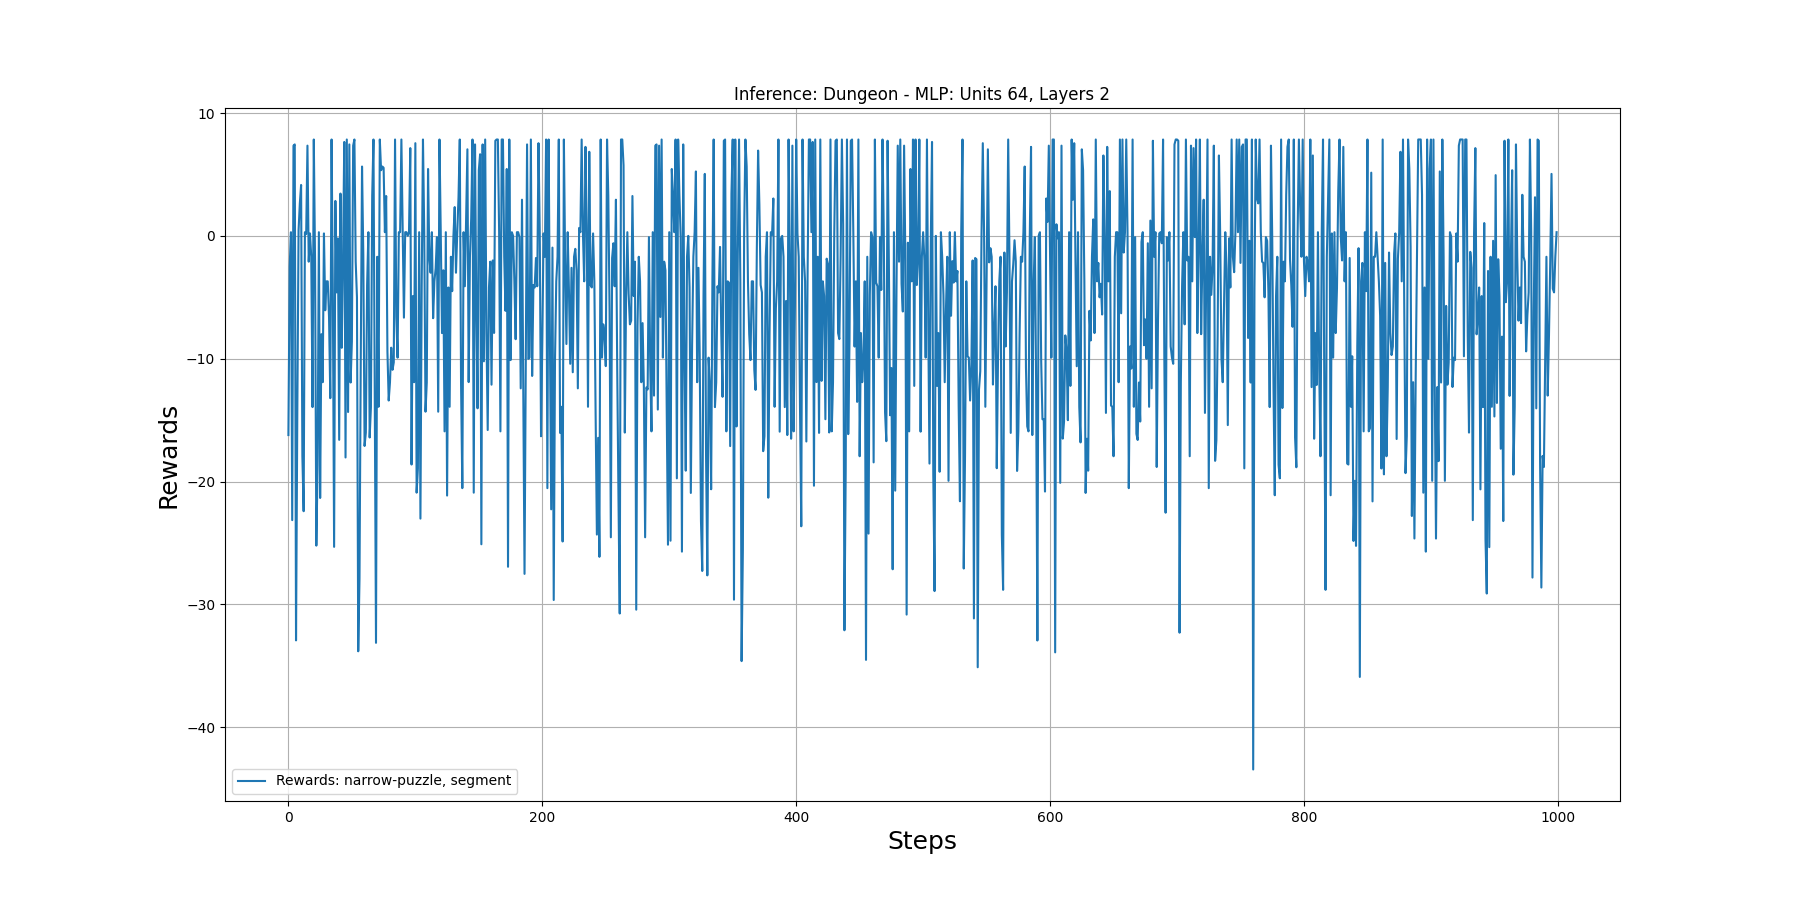 Inference: Dungeon - MLP: Units 64, Layers 2
10
0
−10
−20
−30
−40
Rewards
Rewards: narrow-puzzle, segment
0 200 400 600 800 1000
Steps